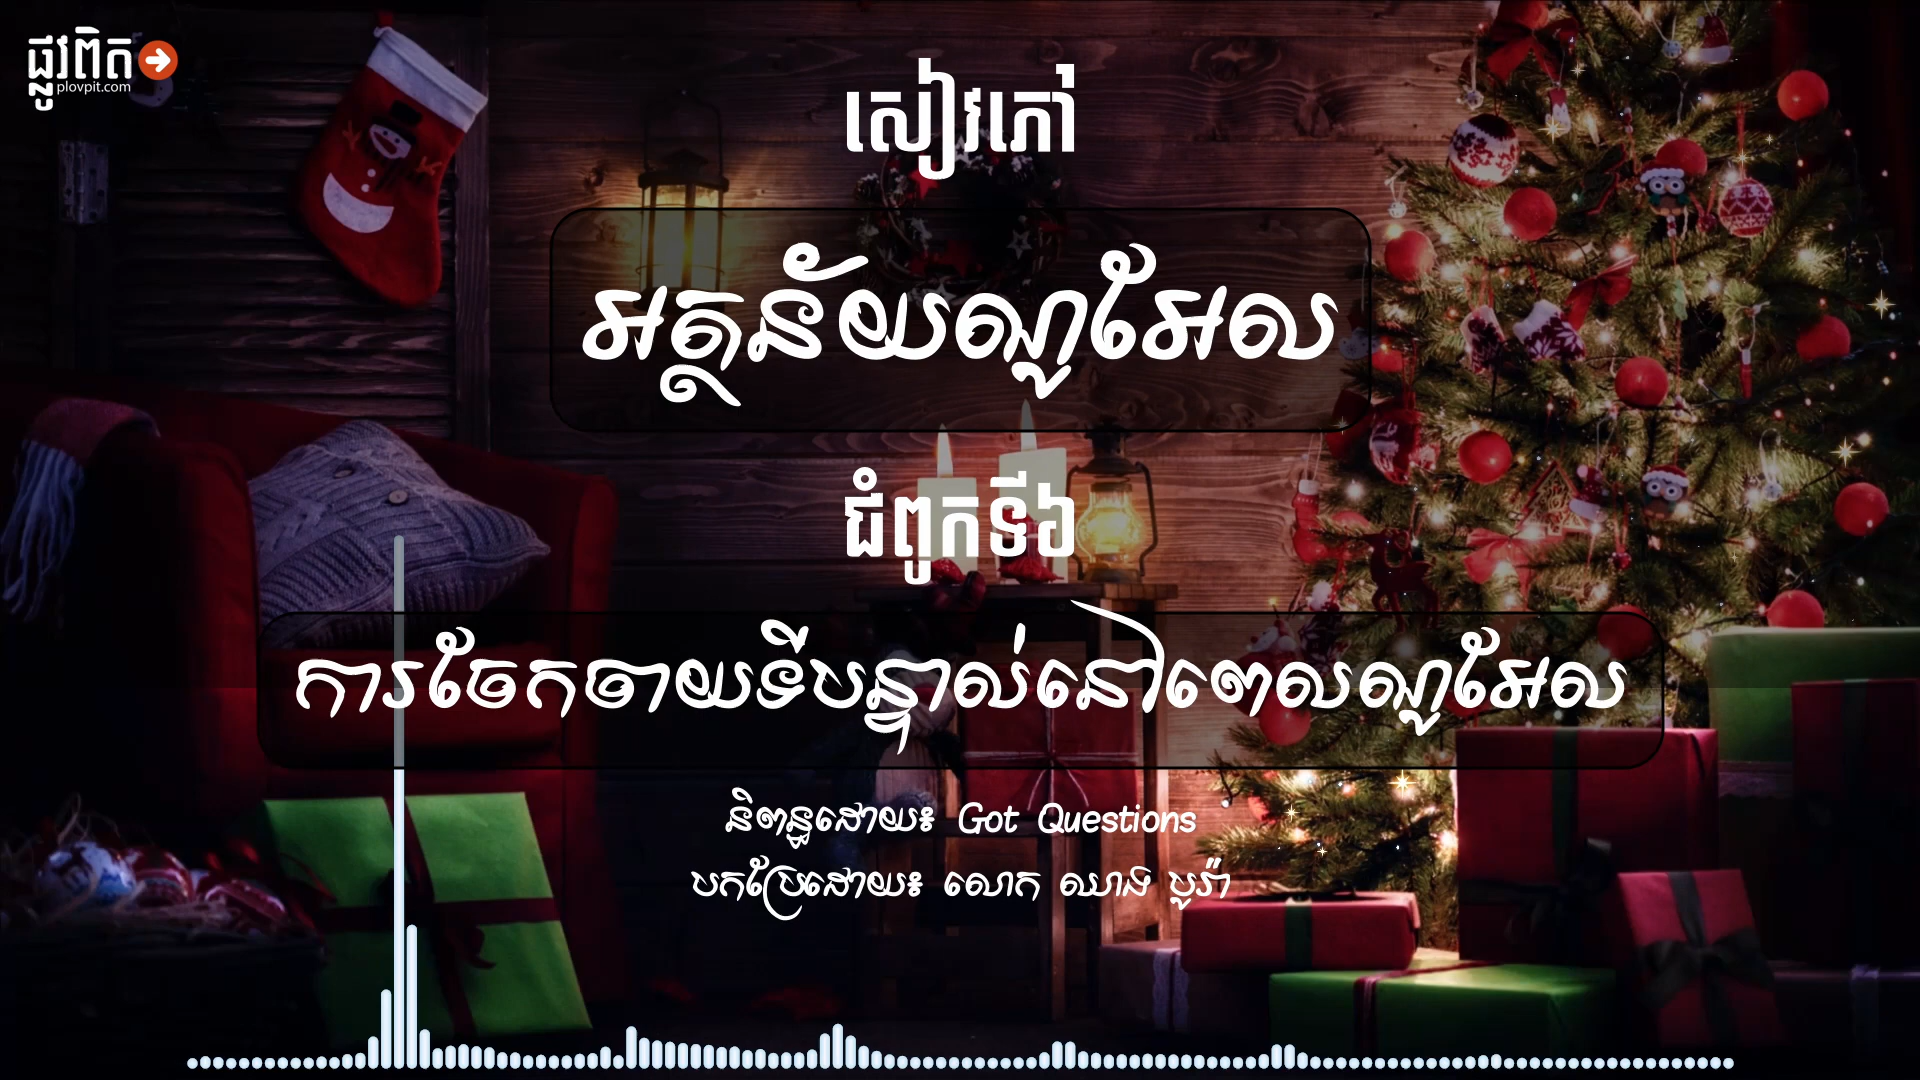 ផ្លូវពិត
plovpit.com
សៀវភៅ
អត្ថន័យណូអែល
ជំពូកទី៦
ការចែកចាយទីបន្ទាល់នៅពេលណូអែល
និពន្ធដោយ៖ Got Questions
បកប្រែដោយ៖ លោក ឈាង បូរ៉ា